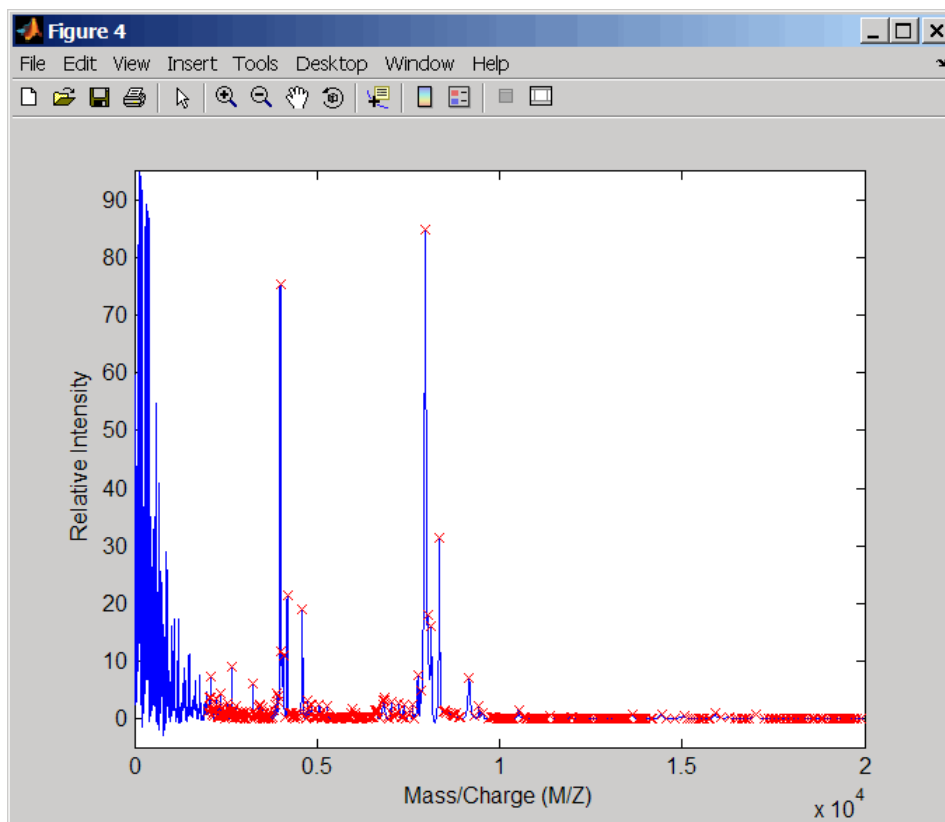 Figure 4
File Edit View Insert Tools Desktop Window Help
90
80
70
60
50
40
30
20
10
0
Relative Intensity
0 0.5 1 1.5 2
Mass/Charge (M/Z)
x 10^4